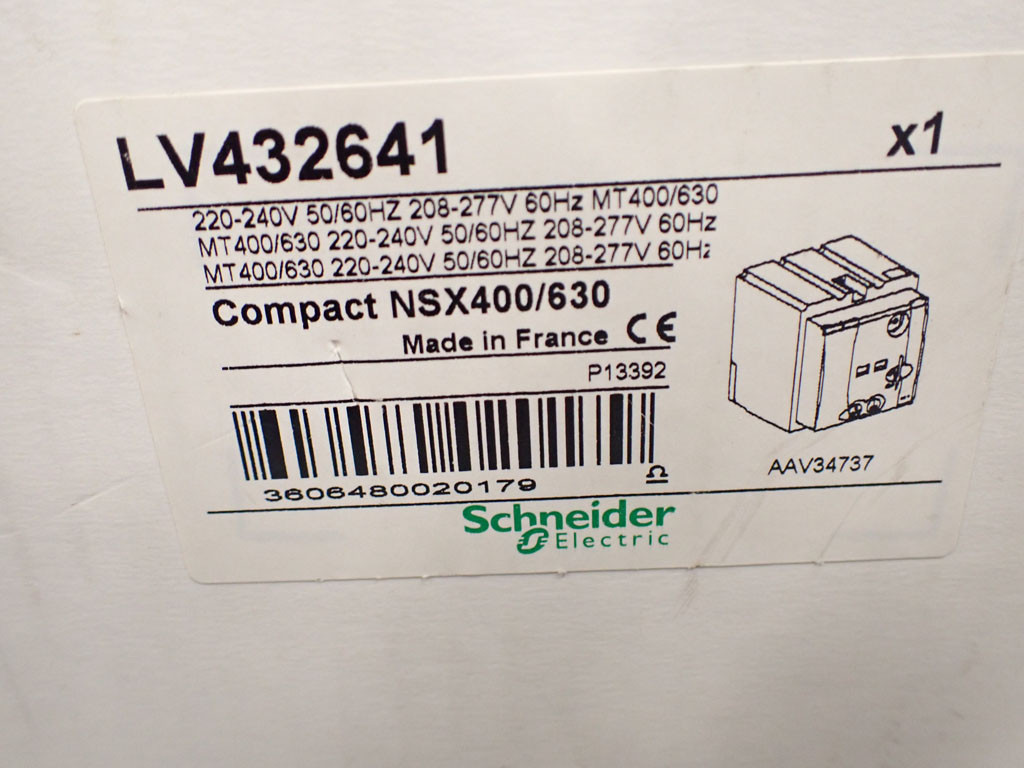 LV432641
x1
220-240V 50/60HZ 208-277V 60Hz MT400/630
MT400/630 220-240V 50/60HZ 208-277V 60Hz
MT400/630 220-240V 50/60HZ 208-277V 60Hz
Compact NSX400/630
Made in France CE
P13392
3606480020179
AAV34737
Schneider
Electric